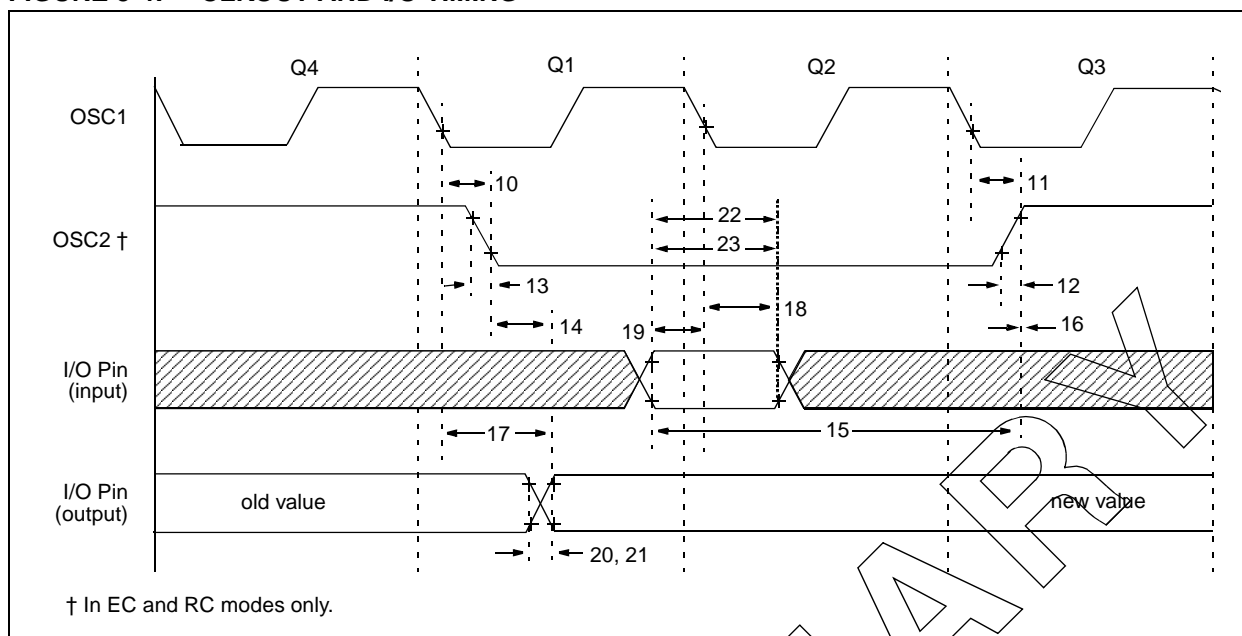 Q4 Q1 Q2 Q3
OSC1
10 11
22
OSC2 †
23
13 12
18
14 19 16
I/O Pin
(input)
17 15
I/O Pin
(output)
old value new value
20, 21
† In EC and RC modes only.